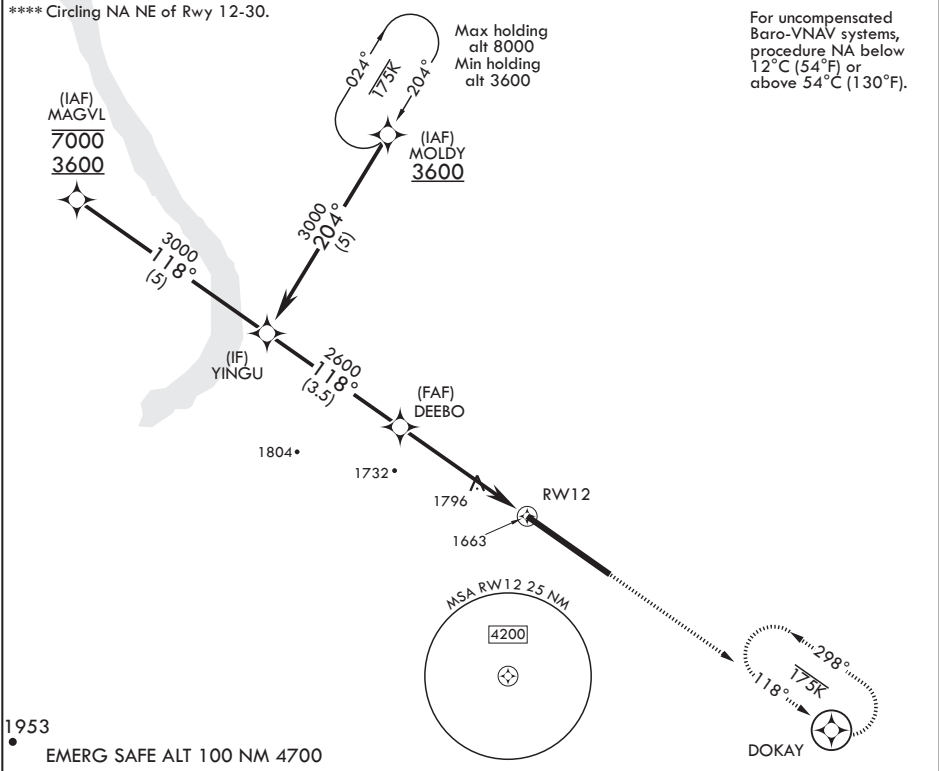 **** Circling NA NE of Rwy 12-30.
For uncompensated
Baro-VNAV systems,
procedure NA below
12°C (54°F) or
above 54°C (130°F).
Max holding
alt 8000
Min holding
alt 3600
024°
175K
204°
(IAF)
MAGVL
7000
3600
(IAF)
MOLDY
3600
3000
204°
(5)
3000
118°
(5)
(IF)
YINGU
2600
118°
(3.5)
(FAF)
DEEBO
1804
1732
1796
RW12
1663
MSA RW12 25 NM
4200
298°
175K
118°
DOKAY
1953
EMERG SAFE ALT 100 NM 4700